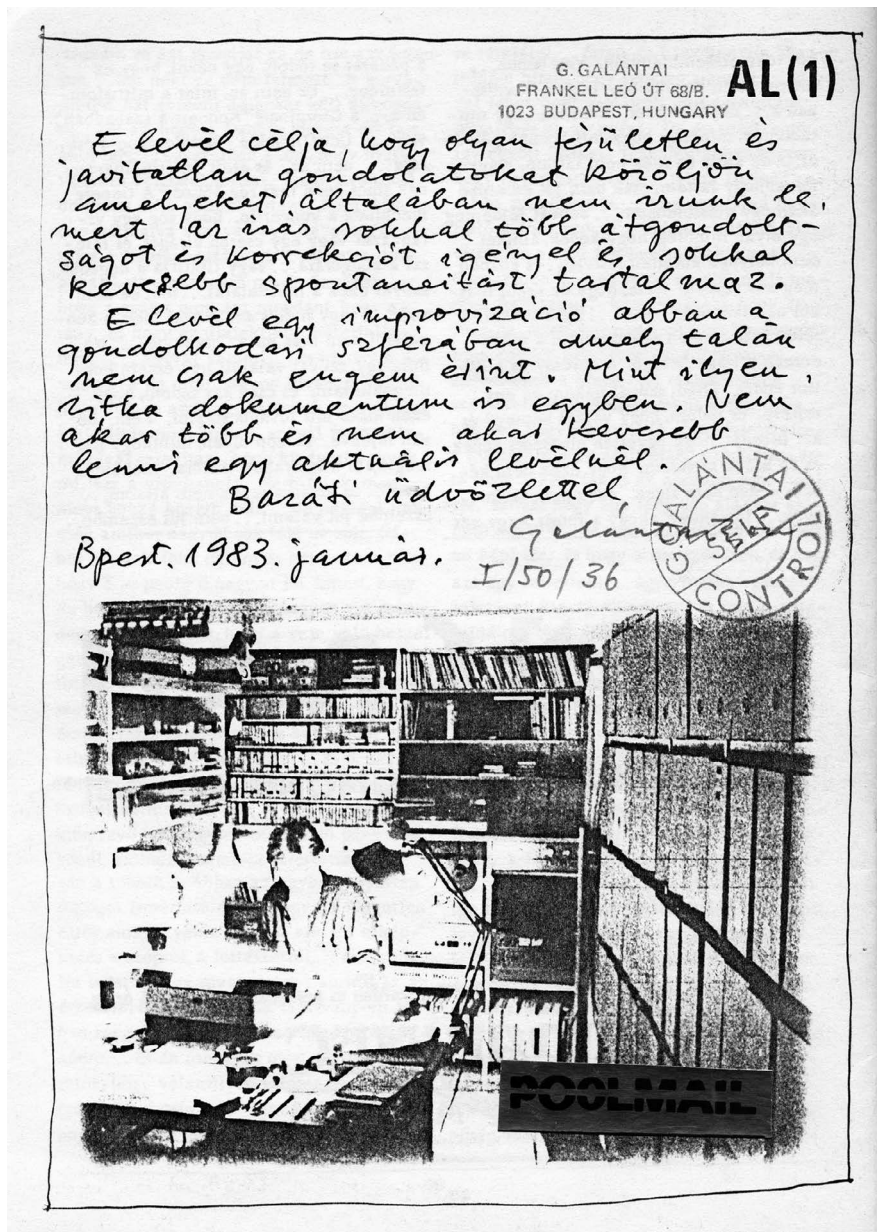 G. GALÁNTAI
FRANKEL LEÓ ÚT 68/B.
1023 BUDAPEST, HUNGARY
AL(1)
E levél célja, hogy olyan fésületlen és
javitatlan gondolatokat közöljön
amelyeket általában nem irunk le,
mert az irás sokkal több átgondolt-
ságot és korrekciót igényel és sokkal
kevesebb spontaneitást tartalmaz.
E levél egy improvizáció abban a
gondolkodási szférában amely talán
nem csak engem érint. Mint ilyen,
ritka dokumentum is egyben. Nem
akar több és nem akar kevesebb
lenni egy aktuális levélnél.
Baráti üdvözlettel
Galántai
Bpest. 1983. január.
I/50/36
G. GALÁNTAI
CONTROL
POOLMAIL